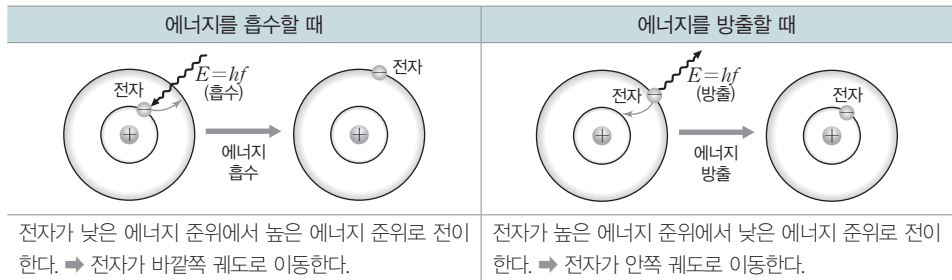 에너지를 흡수할 때
전자
E=hf
(흡수)
에너지
흡수
전자
전자가 낮은 에너지 준위에서 높은 에너지 준위로 전이
한다. ➡ 전자가 바깥쪽 궤도로 이동한다.
에너지를 방출할 때
전자
E=hf
(방출)
에너지
방출
전자
전자가 높은 에너지 준위에서 낮은 에너지 준위로 전이
한다. ➡ 전자가 안쪽 궤도로 이동한다.